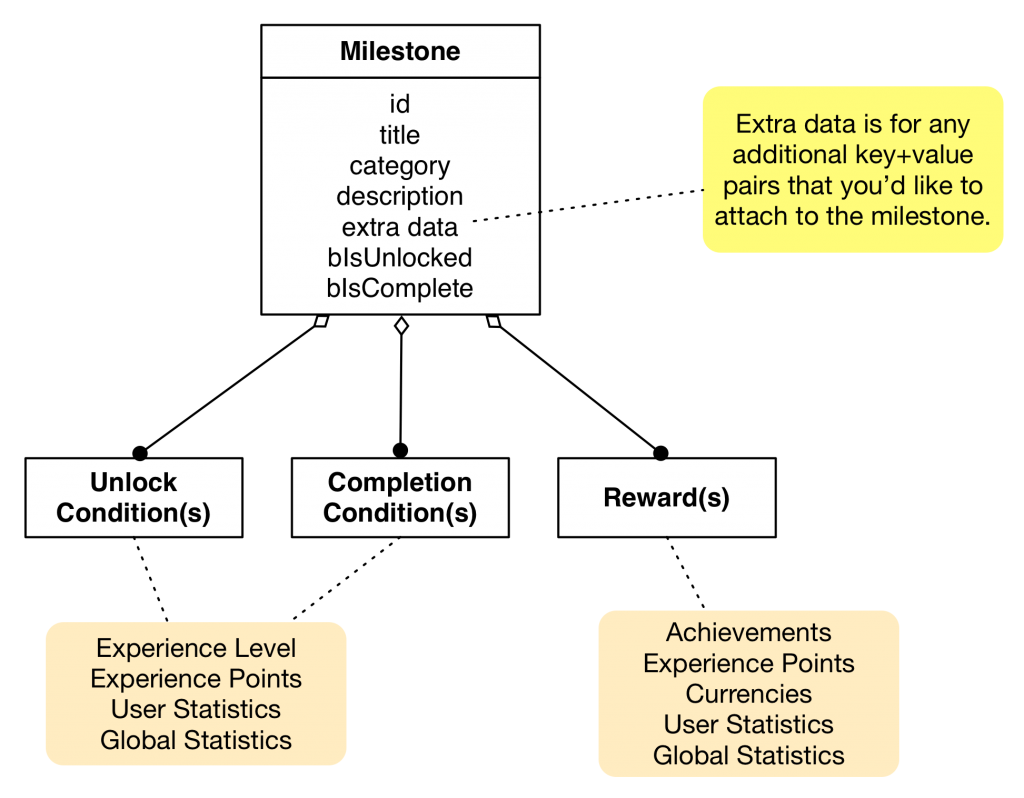 Milestone
id
title
category
description
extra data
bIsUnlocked
bIsComplete
Extra data is for any
additional key+value
pairs that you’d like to
attach to the milestone.
Unlock
Condition(s)
Completion
Condition(s)
Reward(s)
Experience Level
Experience Points
User Statistics
Global Statistics
Achievements
Experience Points
Currencies
User Statistics
Global Statistics